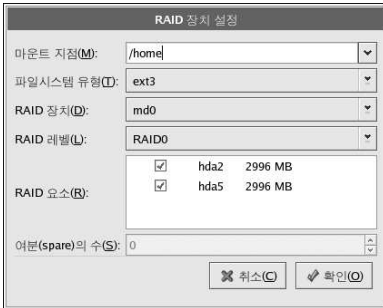 RAID 장치 설정
마운트 지점(M): /home
파일시스템 유형(T): ext3
RAID 장치(D): md0
RAID 레벨(L): RAID0
hda2 2996 MB
hda5 2996 MB
RAID 요소(R):
여분(spare)의 수(S): 0
취소(C) 확인(O)